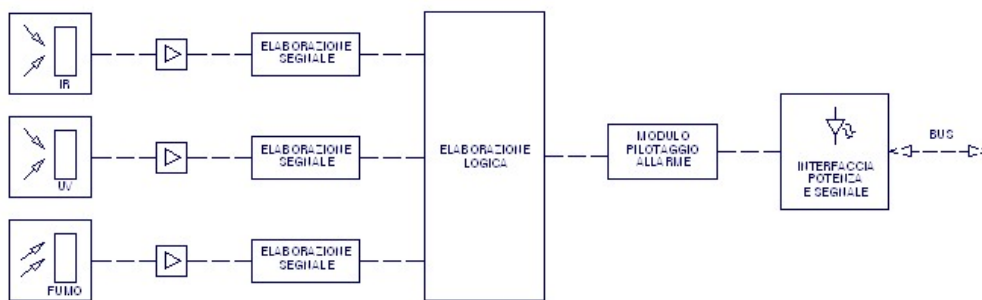 IR
ELABORAZIONE
SEGNALE
UV
ELABORAZIONE
SEGNALE
FUMO
ELABORAZIONE
SEGNALE
ELABORAZIONE
LOGICA
MODULO
PILOTAGGIO
ALLARME
INTERFACCIA
POTENZA
E SEGNALE
BUS